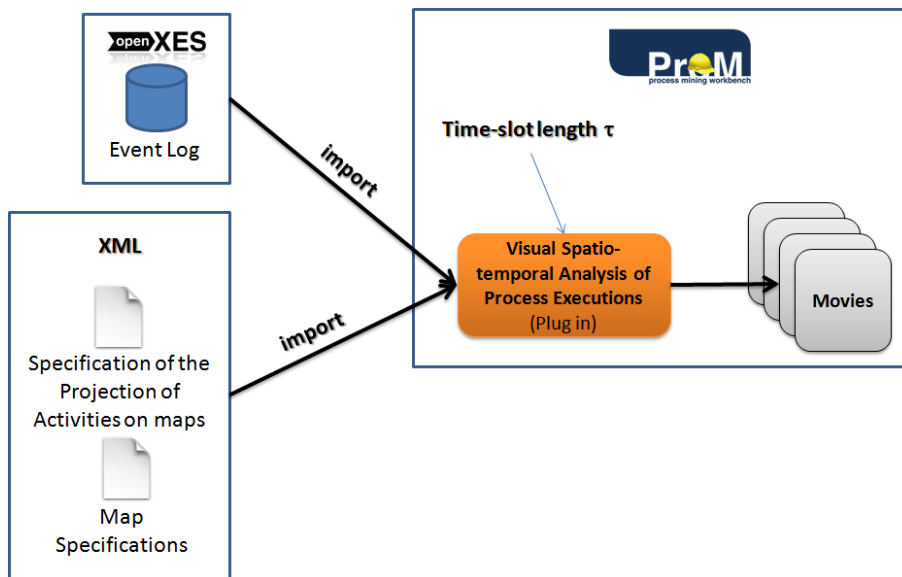 openXES
Event Log
XML
Specification of the
Projection of
Activities on maps
Map
Specifications
import
import
ProM
process mining workbench
Time-slot length τ
Visual Spatio-
temporal Analysis of
Process Executions
(Plug in)
Movies